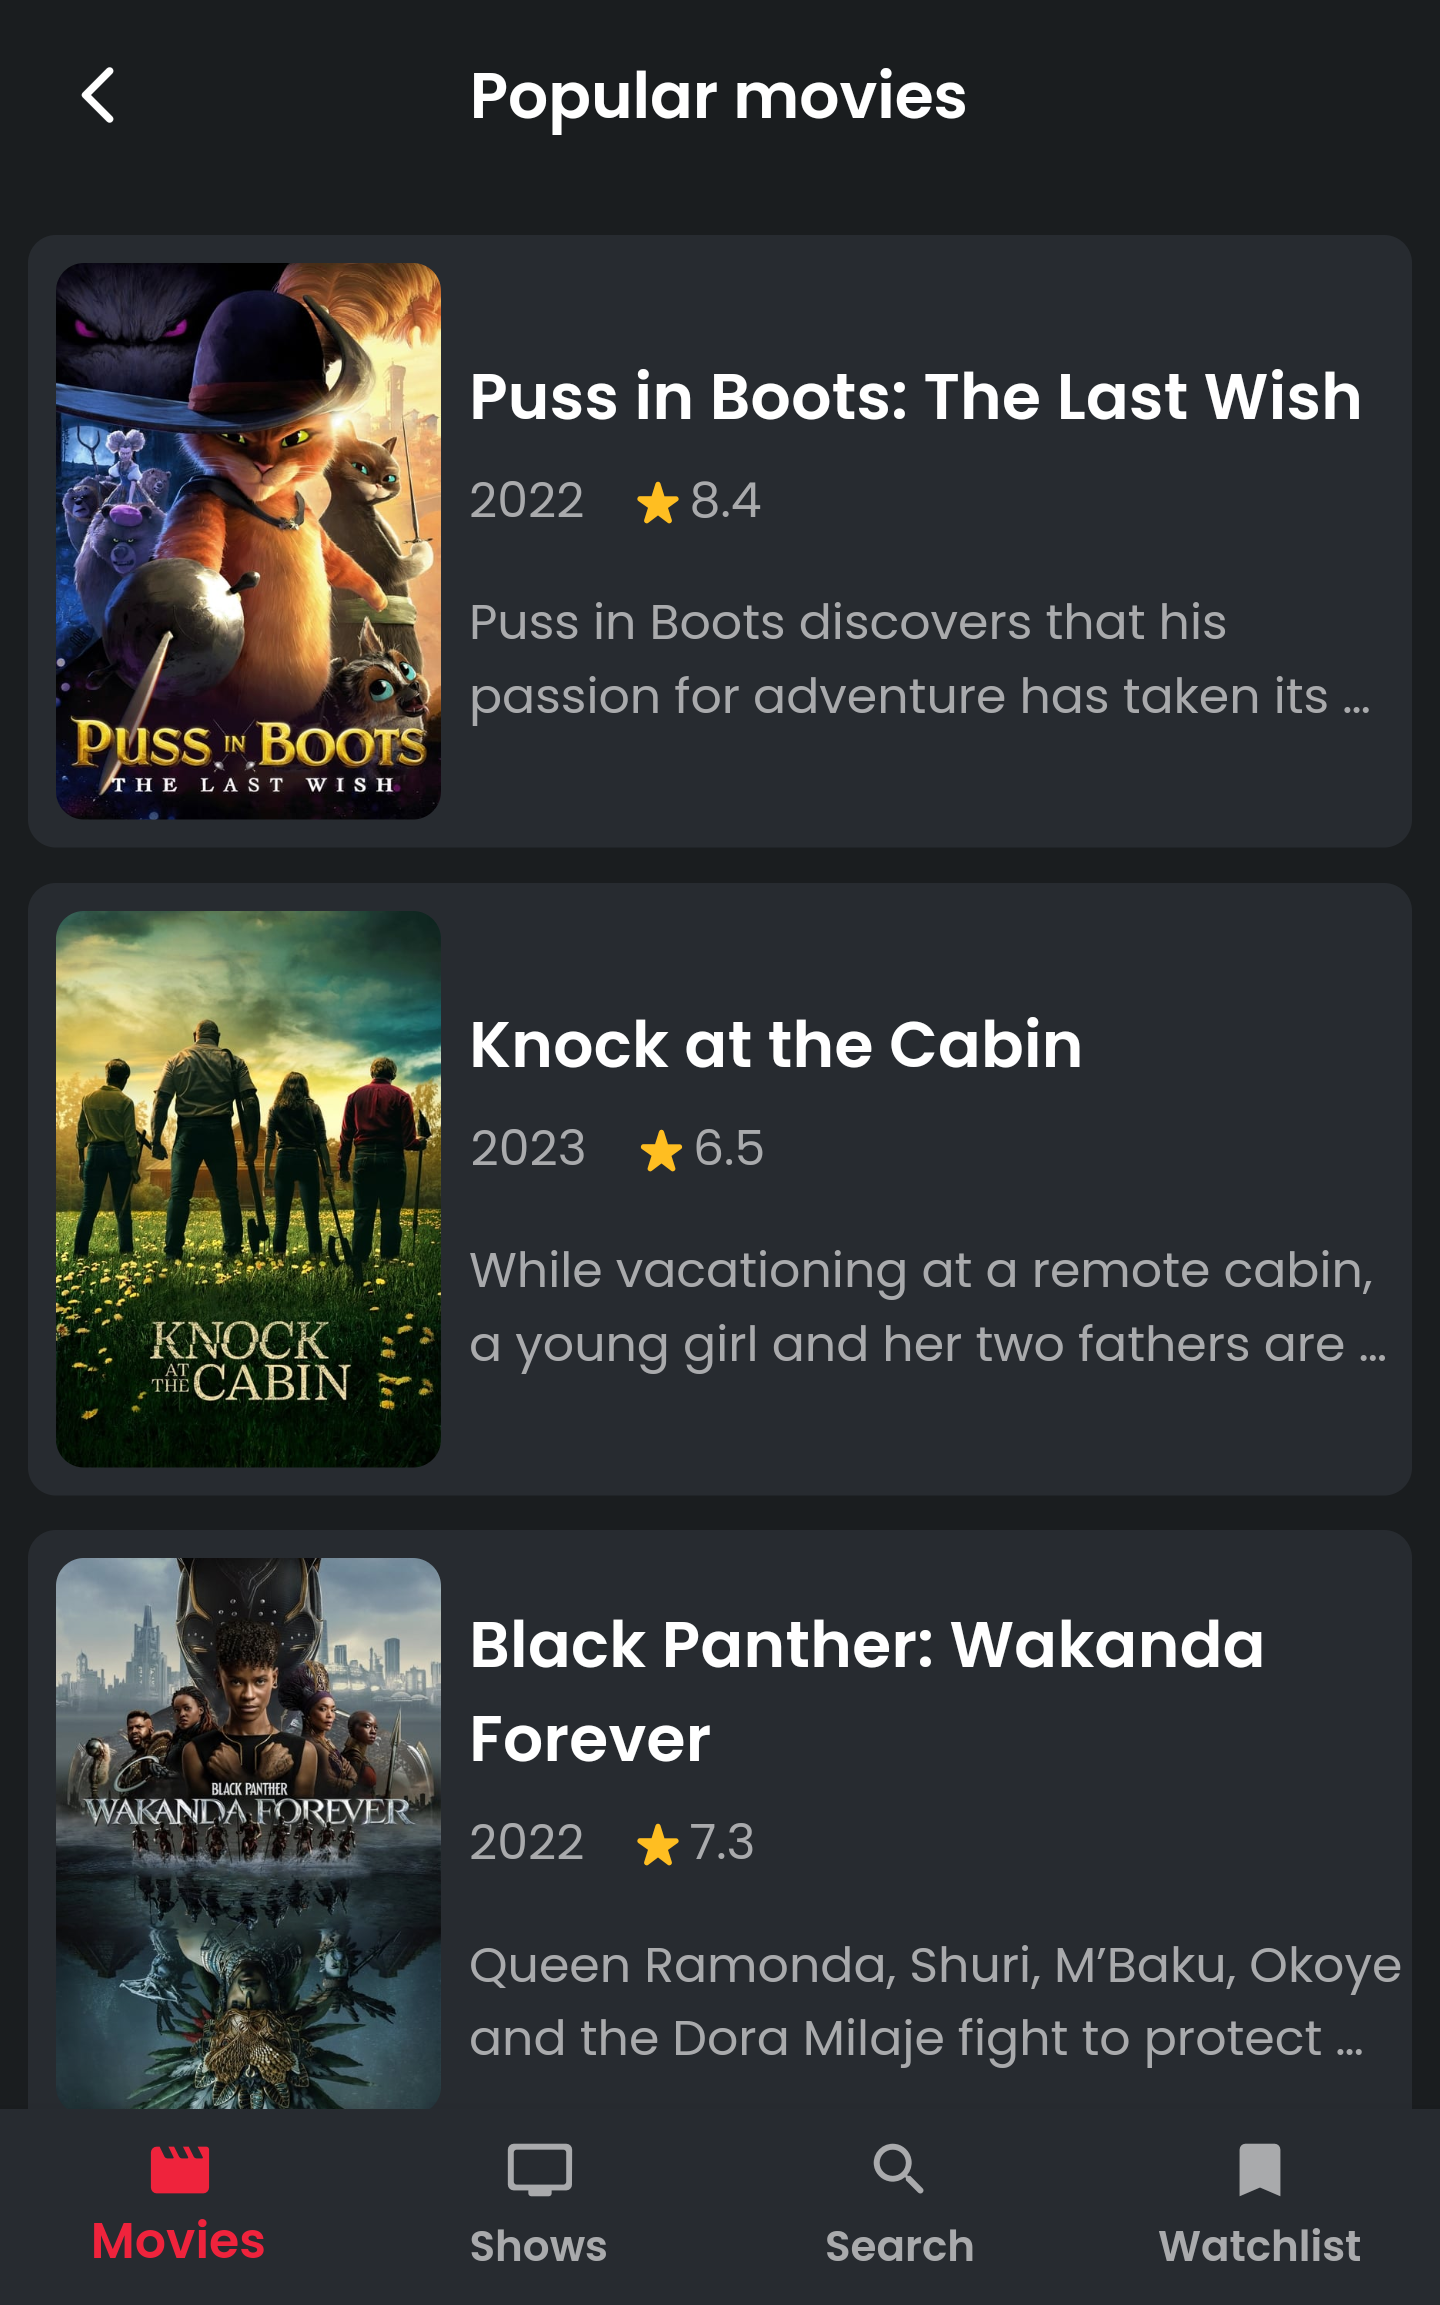 Popular movies
PUSS IN BOOTS
THE LAST WISH
Puss in Boots: The Last Wish
2022 8.4
Puss in Boots discovers that his
passion for adventure has taken its ...
KNOCK
AT THE CABIN
Knock at the Cabin
2023 6.5
While vacationing at a remote cabin,
a young girl and her two fathers are ...
BLACK PANTHER
WAKANDA FOREVER
Black Panther: Wakanda
Forever
2022 7.3
Queen Ramonda, Shuri, M’Baku, Okoye
and the Dora Milaje fight to protect ...
Movies Shows Search Watchlist